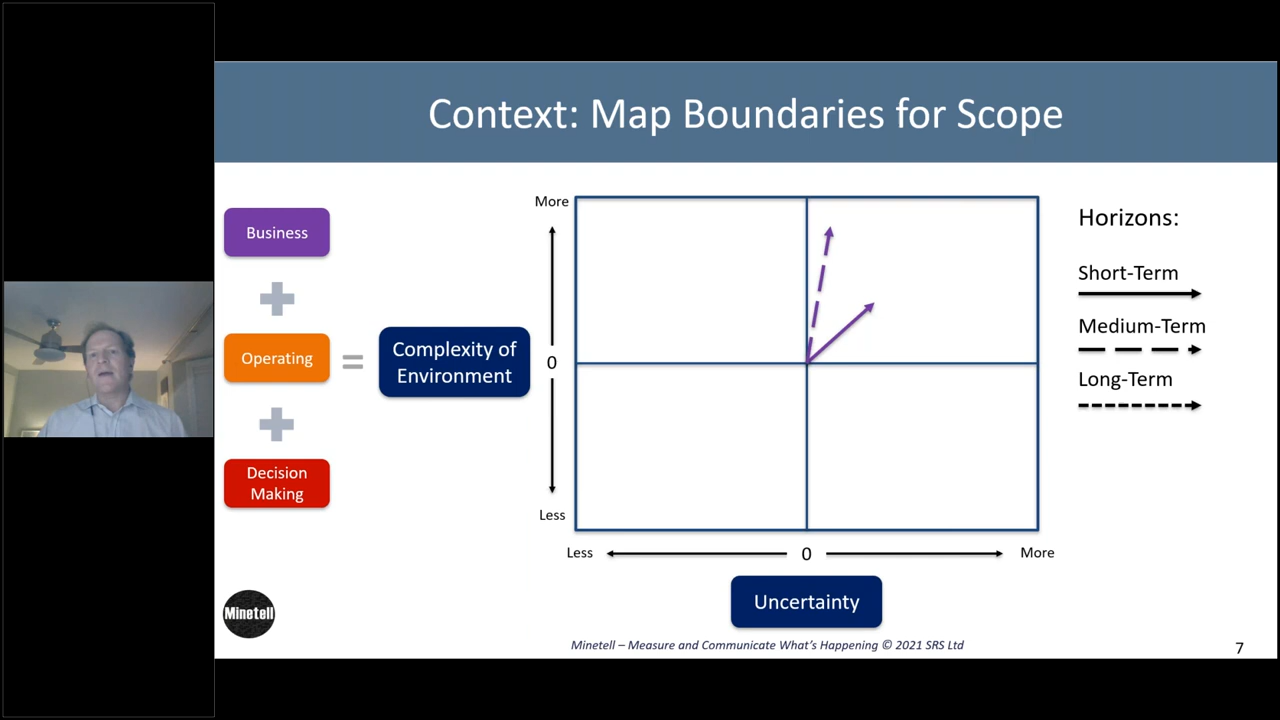 Context: Map Boundaries for Scope
Business
Operating
Decision
Making
Complexity of
Environment
More
0
Less
Less
0
More
Uncertainty
Horizons:
Short-Term
Medium-Term
Long-Term
Minetell
Minetell – Measure and Communicate What's Happening © 2021 SRS Ltd
7